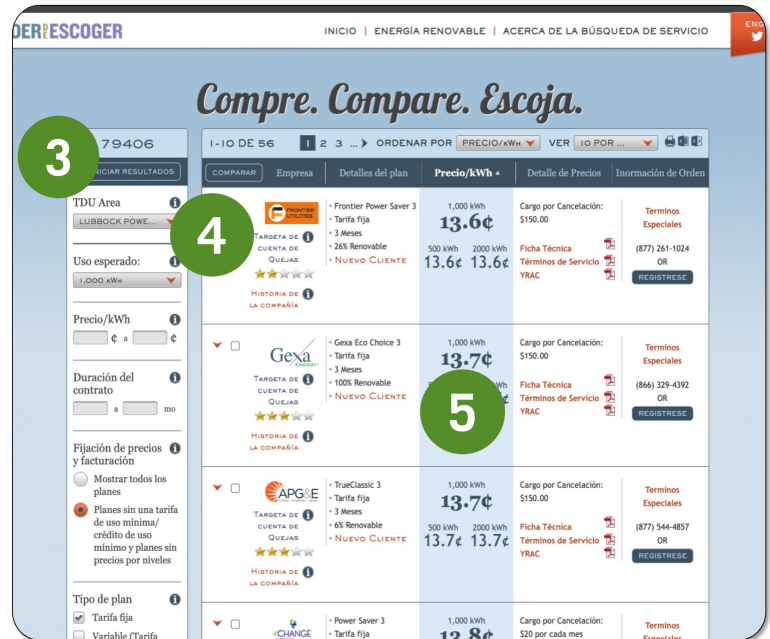 DER DE ESCOGER
INICIO | ENERGÍA RENOVABLE | ACERCA DE LA BÚSQUEDA DE SERVICIO
ENG
Compre. Compare. Escoja.
3
79406
INICIAR RESULTADOS
TDU Area
LUBBOCK POWE...
Uso esperado:
1,000 KWH
Precio/kWh
¢ a ¢
Duración del
contrato
a mo
Fijación de precios
y facturación
Mostrar todos los
planes
Planes sin una tarifa
de uso mínima/
crédito de uso
mínimo y planes sin
precios por niveles
Tipo de plan
Tarifa fija
Variable (Tarifa
1-10 DE 56 1 2 3 ... ORDENAR POR PRECIO/KWH VER 10 POR ...
COMPARAR Empresa Detalles del plan Precio/kWh Detalle de Precios Inormación de Orden
4
FRONTIER
UTILITIES
TARGETA DE
CUENTA DE
QUEJAS
HISTORIA DE
LA COMPAÑÍA
· Frontier Power Saver 3
· Tarifa fija
· 3 Meses
· 26% Renovable
· NUEVO CLIENTE
1,000 kWh
13.6¢
500 kWh 2000 kWh
13.6¢ 13.6¢
Cargo por Cancelación:
$150.00
Ficha Técnica
Términos de Servicio
YRAC
Terminos
Especiales
(877) 261-1024
OR
REGISTRESE
Gexa
ENERGY
TARGETA DE
CUENTA DE
QUEJAS
HISTORIA DE
LA COMPAÑÍA
· Gexa Eco Choice 3
· Tarifa fija
· 3 Meses
· 100% Renovable
· NUEVO CLIENTE
1,000 kWh
13.7¢
5
Cargo por Cancelación:
$150.00
Ficha Técnica
Términos de Servicio
YRAC
Terminos
Especiales
(866) 329-4392
OR
REGISTRESE
APG&E
TARGETA DE
CUENTA DE
QUEJAS
HISTORIA DE
LA COMPAÑÍA
· TrueClassic 3
· Tarifa fija
· 3 Meses
· 6% Renovable
· NUEVO CLIENTE
1,000 kWh
13.7¢
500 kWh 2000 kWh
13.7¢ 13.7¢
Cargo por Cancelación:
$150.00
Ficha Técnica
Términos de Servicio
YRAC
Terminos
Especiales
(877) 544-4857
OR
REGISTRESE
4CHANGE
· Power Saver 3
· Tarifa fija
1,000 kWh
13.8¢
Cargo por Cancelación:
$20 por cada mes
Terminos
Especiales